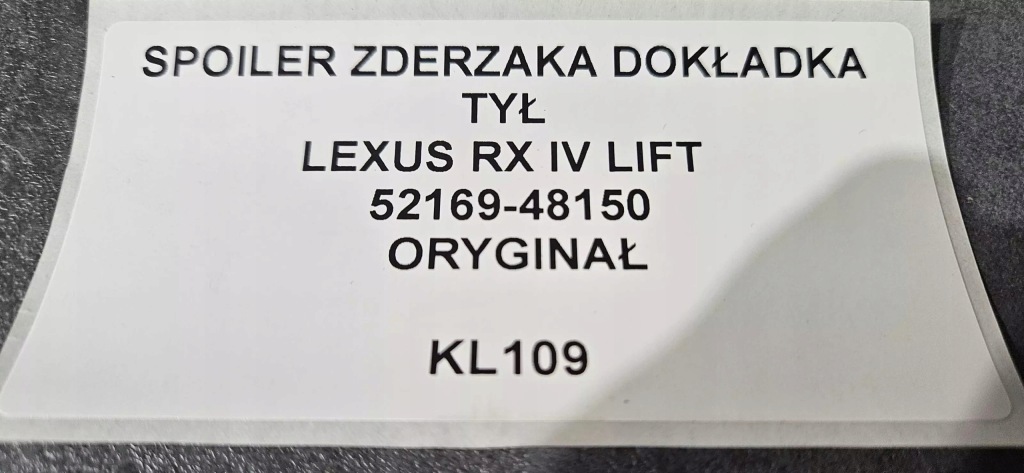 SPOILER ZDERZAKA DOKŁADKA
TYŁ
LEXUS RX IV LIFT
52169-48150
ORYGINAŁ
KL109